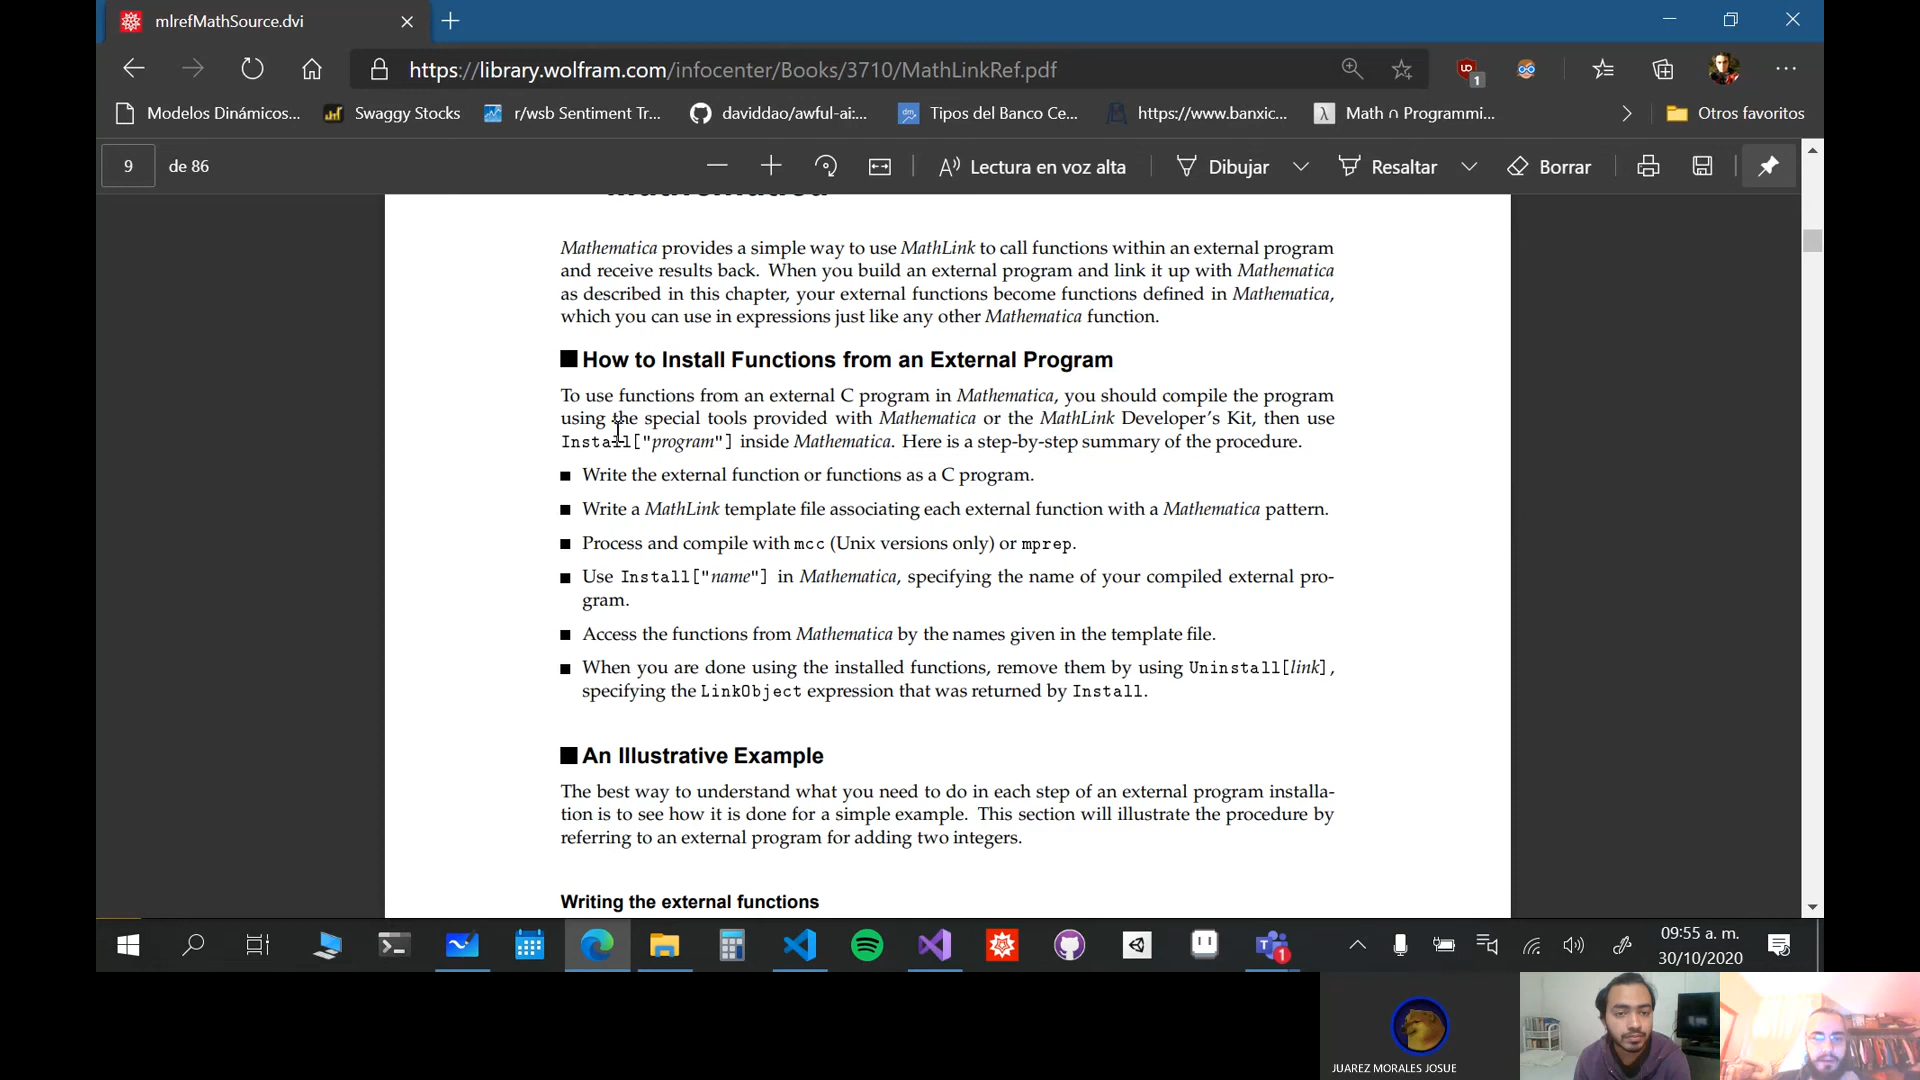 mlrefMathSource.dvi
https://library.wolfram.com/infocenter/Books/3710/MathLinkRef.pdf
1
Modelos Dinámicos...
Swaggy Stocks
r/wsb Sentiment Tr...
daviddao/awful-ai:...
Tipos del Banco Ce...
https://www.banxic...
Math ∩ Programmi...
Otros favoritos
9 de 86
Lectura en voz alta
Dibujar
Resaltar
Borrar
Mathematica provides a simple way to use MathLink to call functions within an external program
and receive results back. When you build an external program and link it up with Mathematica
as described in this chapter, your external functions become functions defined in Mathematica,
which you can use in expressions just like any other Mathematica function.
■ How to Install Functions from an External Program
To use functions from an external C program in Mathematica, you should compile the program
using the special tools provided with Mathematica or the MathLink Developer's Kit, then use
Install["program"] inside Mathematica. Here is a step-by-step summary of the procedure.
■ Write the external function or functions as a C program.
■ Write a MathLink template file associating each external function with a Mathematica pattern.
■ Process and compile with mcc (Unix versions only) or mprep.
■ Use Install["name"] in Mathematica, specifying the name of your compiled external pro-
gram.
■ Access the functions from Mathematica by the names given in the template file.
■ When you are done using the installed functions, remove them by using Uninstall[link],
specifying the LinkObject expression that was returned by Install.
■ An Illustrative Example
The best way to understand what you need to do in each step of an external program installa-
tion is to see how it is done for a simple example. This section will illustrate the procedure by
referring to an external program for adding two integers.
Writing the external functions
1
09:55 a. m.
30/10/2020
JUAREZ MORALES JOSUE